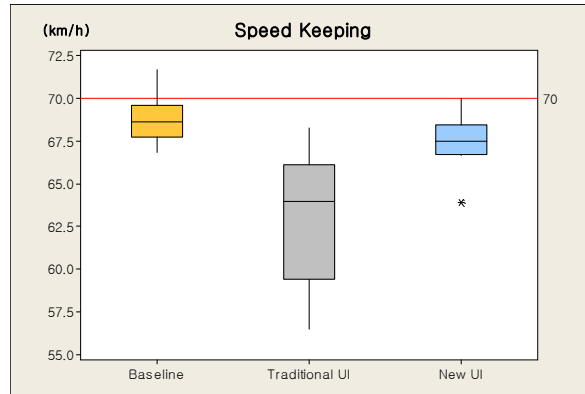 Speed Keeping
(km/h)
72.5
70.0
70
67.5
65.0
62.5
60.0
57.5
55.0
Baseline
Traditional UI
New UI